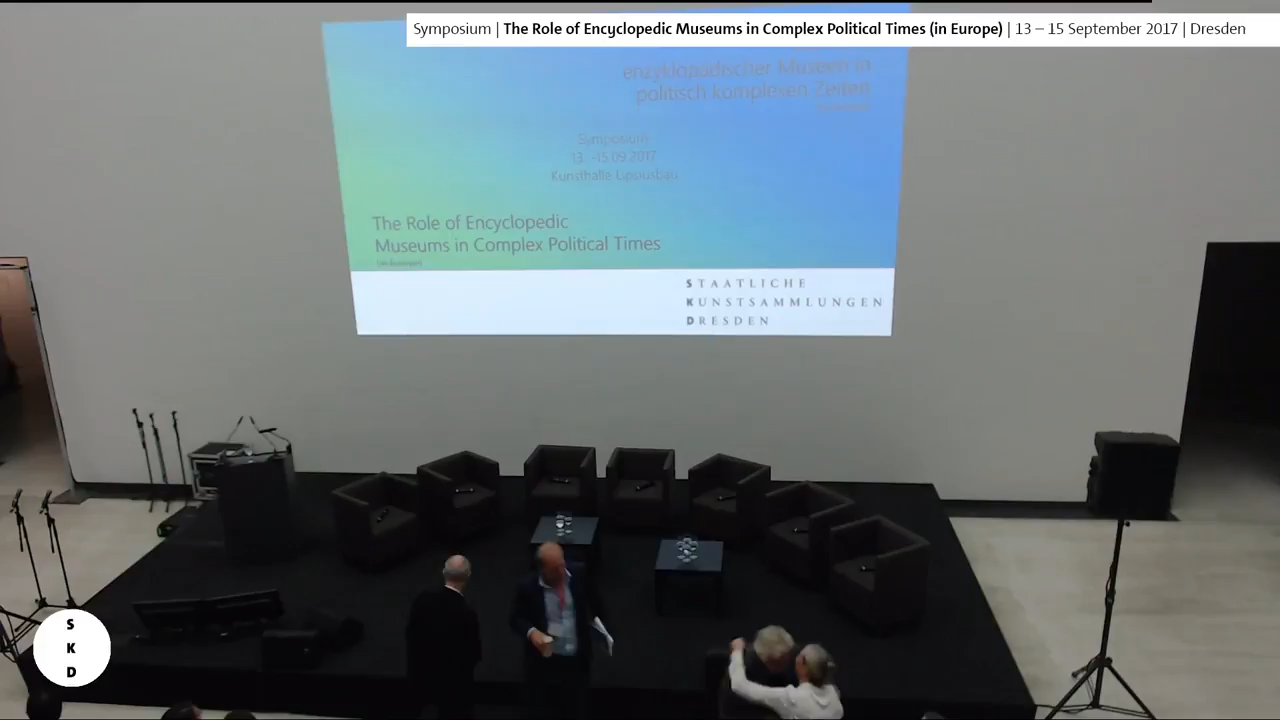 Symposium | The Role of Encyclopedic Museums in Complex Political Times (in Europe) | 13 – 15 September 2017 | Dresden
enzyklopädischer Museen in
politisch komplexen Zeiten
Symposium
13. -15.09.2017
Kunsthalle Lipsiusbau
The Role of Encyclopedic
Museums in Complex Political Times
STAATLICHE
KUNSTSAMMLUNGEN
DRESDEN
S
K
D